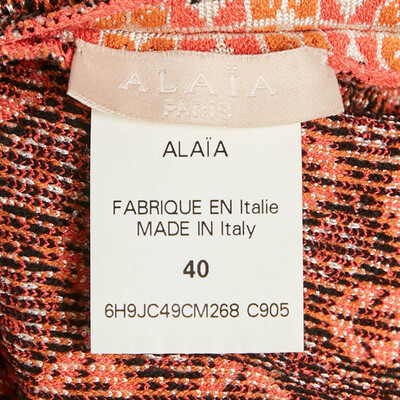 ALAÏA
PARIS
ALAÏA
FABRIQUE EN Italie
MADE IN Italy
40
6H9JC49CM268 C905